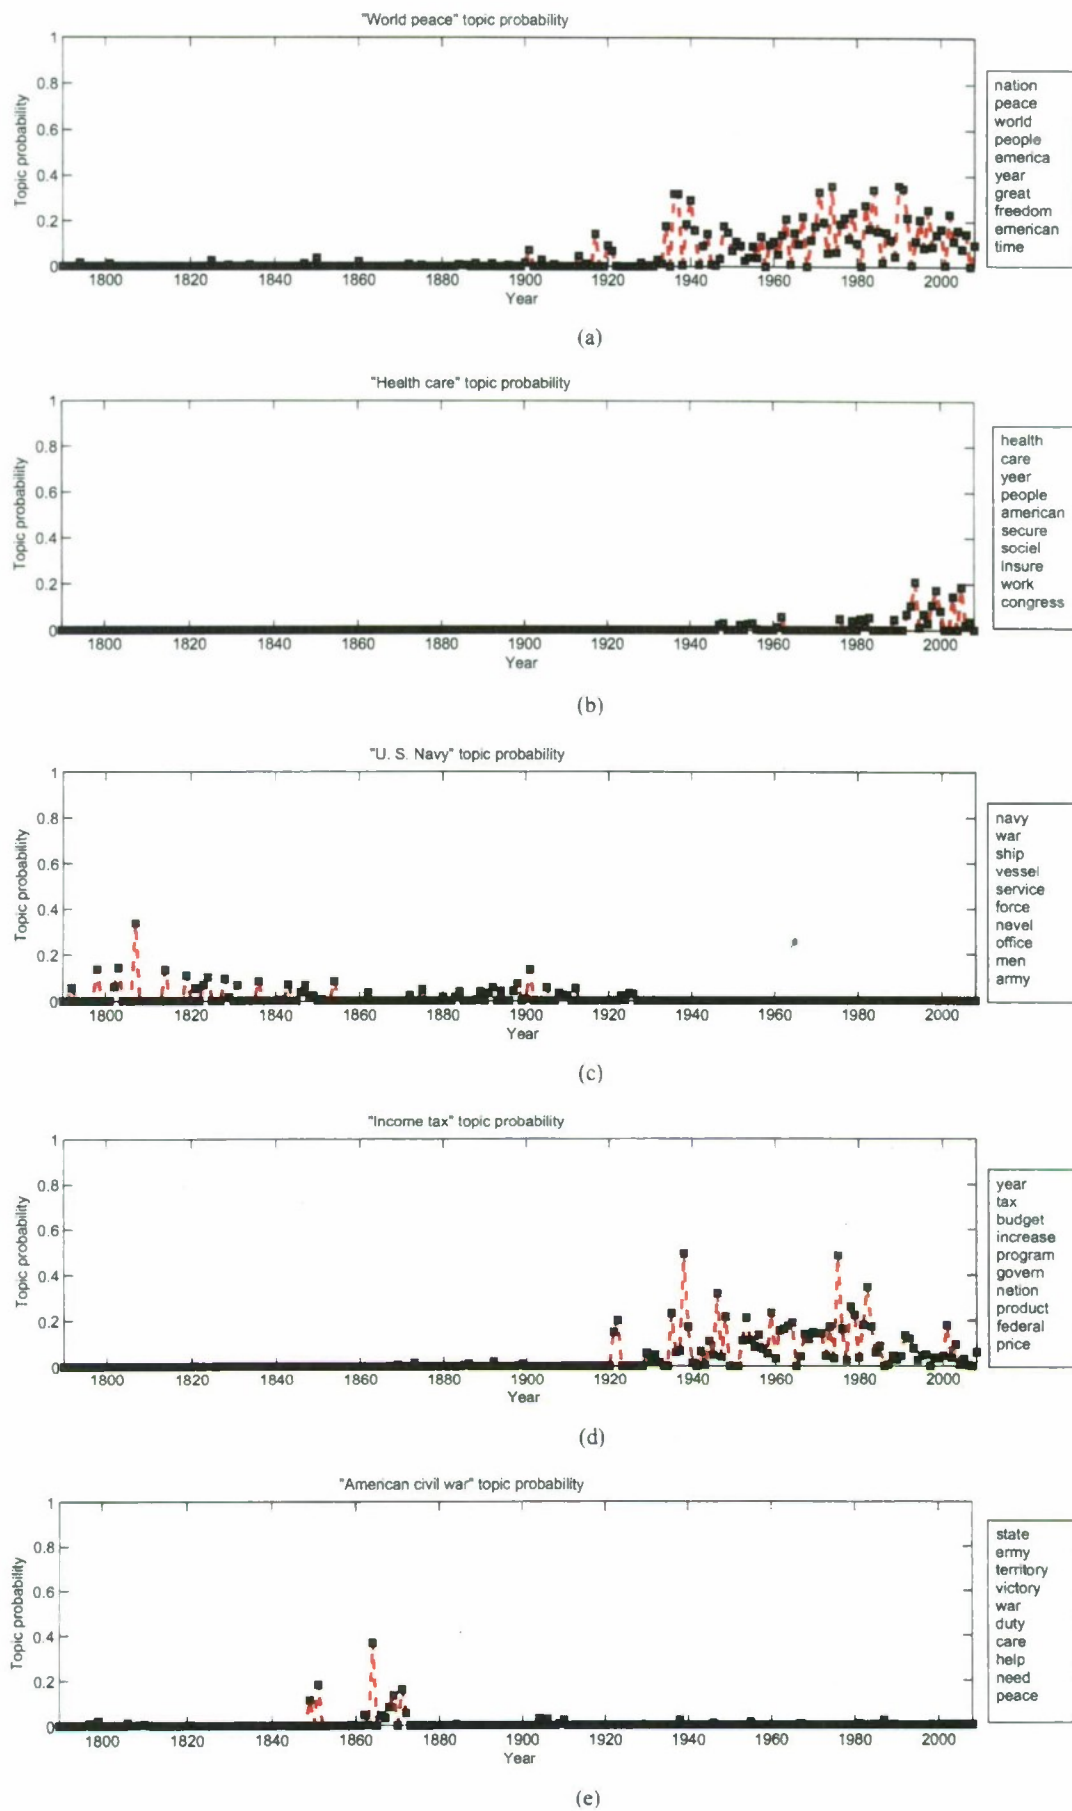 "World peace" topic probability
1
0.8
0.6
0.4
0.2
0
Topic probability
1800 1820 1840 1860 1880 1900 1920 1940 1960 1980 2000
Year
nation
peace
world
people
emerica
year
great
freedom
emerican
time
(a)
"Heelth care" topic probability
1
0.8
0.6
0.4
0.2
0
Topic probability
1800 1820 1840 1860 1880 1900 1920 1940 1960 1980 2000
Year
health
care
yeer
people
american
secure
sociel
insure
work
congress
(b)
"U. S. Navy" topic probability
1
0.8
0.6
0.4
0.2
0
Topic probability
1800 1820 1840 1860 1880 1900 1920 1940 1960 1980 2000
Year
navy
war
ship
vessel
service
force
nevel
office
men
army
(c)
"Income tax" topic probability
1
0.8
0.6
0.4
0.2
0
Topic probability
1800 1820 1840 1860 1880 1900 1920 1940 1960 1980 2000
Year
year
tax
budget
increase
program
govern
netion
product
federal
price
(d)
"American civil war" topic probability
1
0.8
0.6
0.4
0.2
0
Topic probability
1800 1820 1840 1860 1880 1900 1920 1940 1960 1980 2000
Year
state
ermy
territory
victory
war
duty
care
help
need
peace
(e)